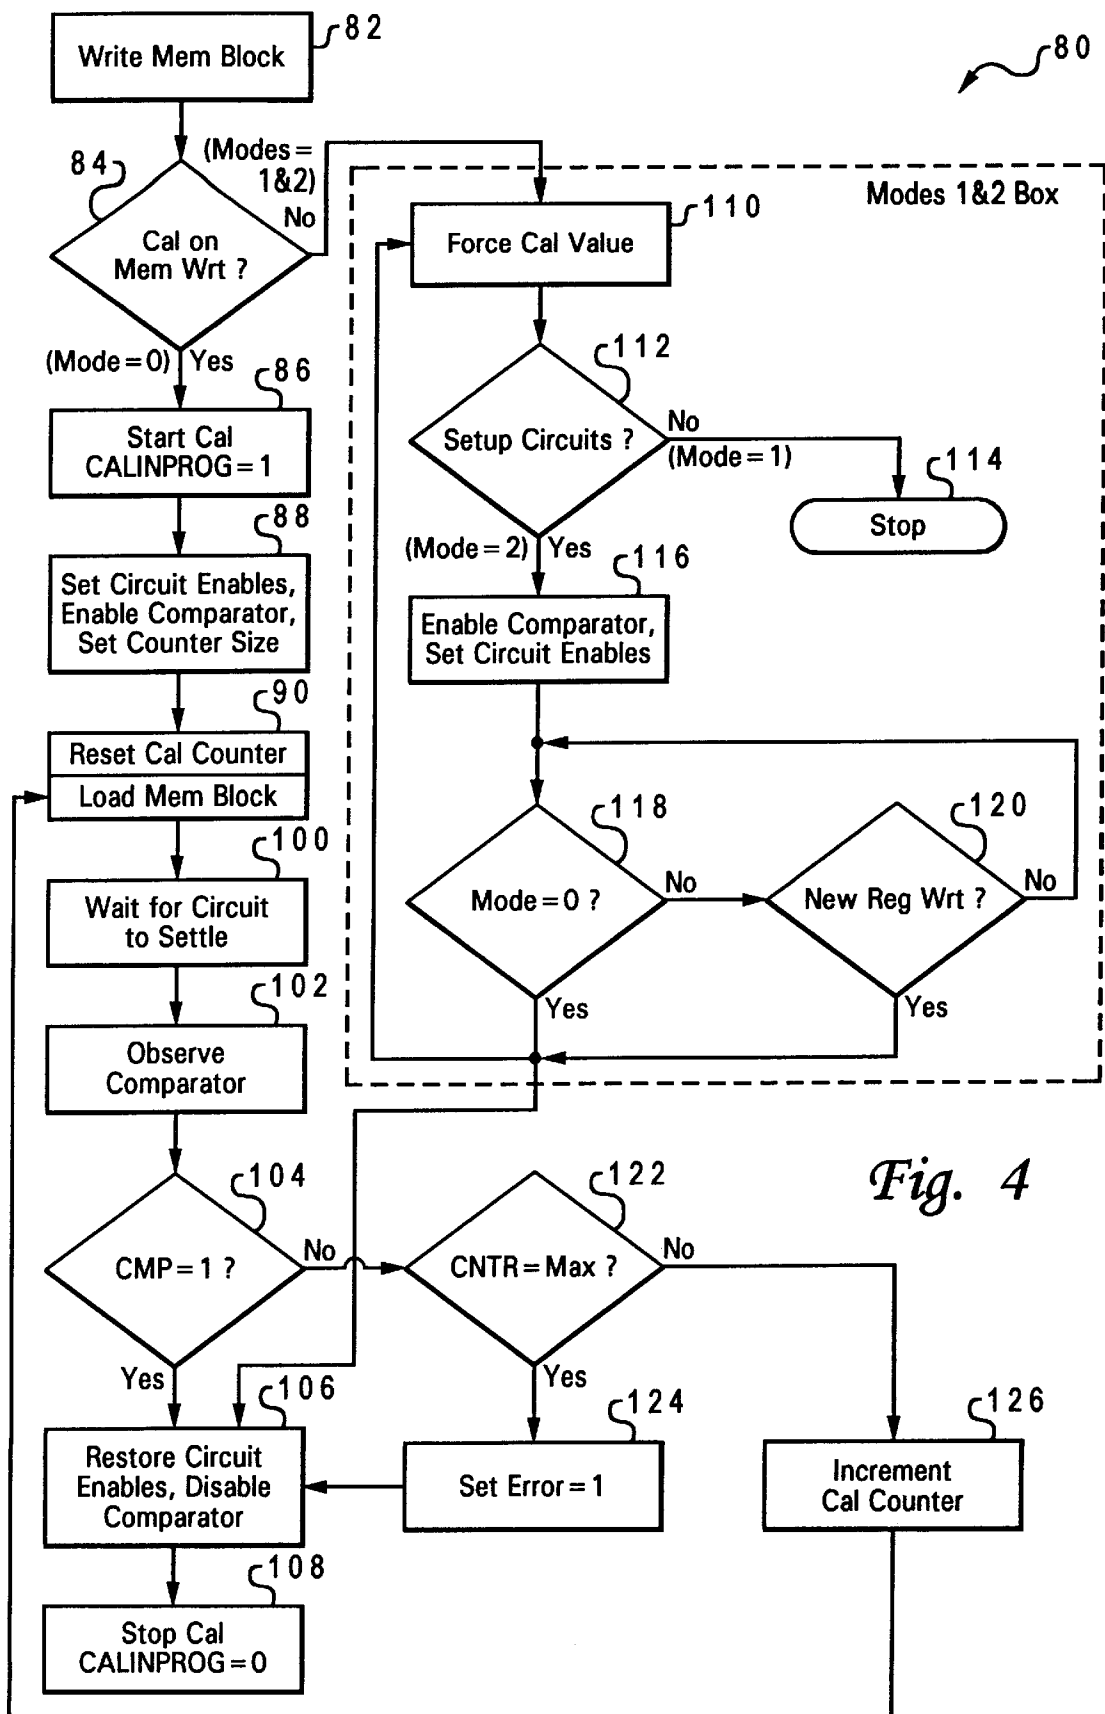 82
Write Mem Block
80
84
(Modes=
1&2)
No
Cal on
Mem Wrt ?
(Mode=0)
Yes
Modes 1&2 Box
110
Force Cal Value
112
Setup Circuits ?
No
(Mode=1)
114
Stop
(Mode=2)
Yes
116
Enable Comparator,
Set Circuit Enables
86
Start Cal
CALINPROG=1
88
Set Circuit Enables,
Enable Comparator,
Set Counter Size
90
Reset Cal Counter
Load Mem Block
118
Mode=0 ?
No
Yes
120
New Reg Wrt ?
No
Yes
100
Wait for Circuit
to Settle
102
Observe
Comparator
104
CMP=1 ?
No
Yes
122
CNTR=Max ?
No
Yes
Fig. 4
106
Restore Circuit
Enables, Disable
Comparator
124
Set Error=1
126
Increment
Cal Counter
108
Stop Cal
CALINPROG=0